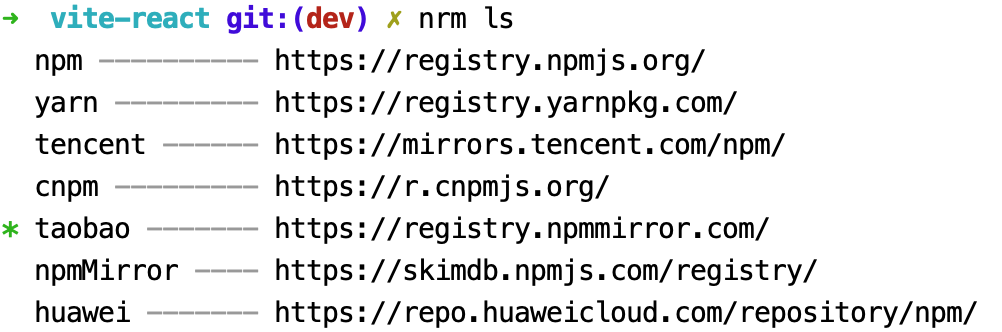 ➜  vite-react git:(dev) ✗ nrm ls
  npm ---------- https://registry.npmjs.org/
  yarn --------- https://registry.yarnpkg.com/
  tencent ------ https://mirrors.tencent.com/npm/
  cnpm --------- https://r.cnpmjs.org/
* taobao ------- https://registry.npmmirror.com/
  npmMirror ---- https://skimdb.npmjs.com/registry/
  huawei ------- https://repo.huaweicloud.com/repository/npm/